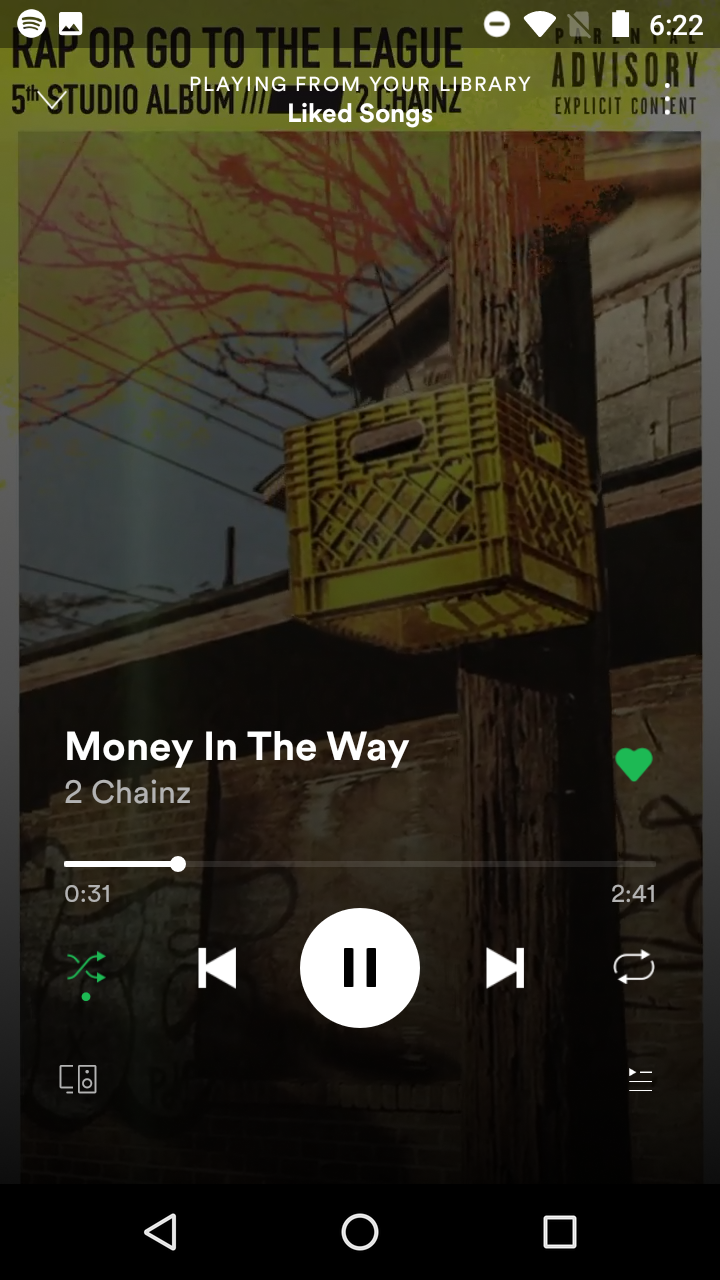 6:22
RAP OR GO TO THE LEAGUE
5th STUDIO ALBUM /// 2 CHAINZ
PARENTAL
ADVISORY
EXPLICIT CONTENT
PLAYING FROM YOUR LIBRARY
Liked Songs
Money In The Way
2 Chainz
0:31
2:41